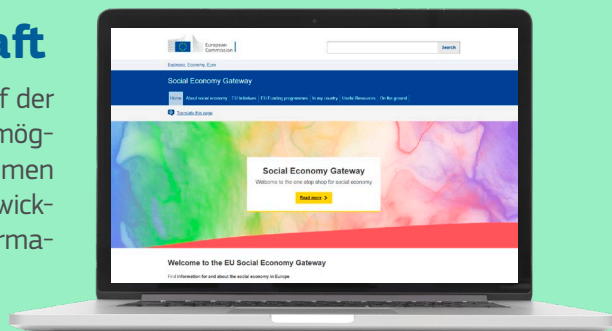 aft
f der
mög-
men
wick-
rma-
European
Commission
Search
Business, Economy, Euro
Social Economy Gateway
Home About social economy EU Initiatives EU Funding programmes In my country Useful Resources On the ground
Translate this page
Social Economy Gateway
Welcome to the one stop shop for social economy
Read more >
Welcome to the EU Social Economy Gateway
Find information for and about the social economy in Europe